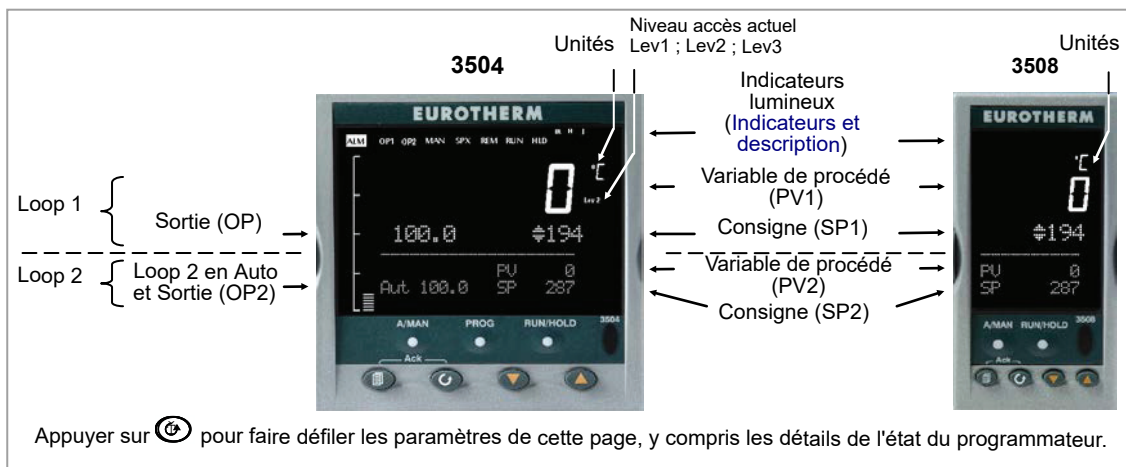 Niveau accès actuel
Unités
Lev1 ; Lev2 ; Lev3
Unités
3504
3508
Indicateurs
lumineux
(Indicateurs et
description)
EUROTHERM
EUROTHERM
ALM OP1 OP2 MAN SPX REM RUN HLD IR H I
°C
°C
0
0
Lev 2
Variable de procédé
(PV1)
Loop 1
Sortie (OP)
100.0 194
Consigne (SP1)
194
Loop 2
Loop 2 en Auto
et Sortie (OP2)
PV 0
Aut 100.0 SP 287
Variable de procédé
(PV2)
Consigne (SP2)
PV 0
SP 287
A/MAN PROG RUN/HOLD 3504
Ack
A/MAN RUN/HOLD 3508
Ack
Appuyer sur pour faire défiler les paramètres de cette page, y compris les détails de l'état du programmateur.